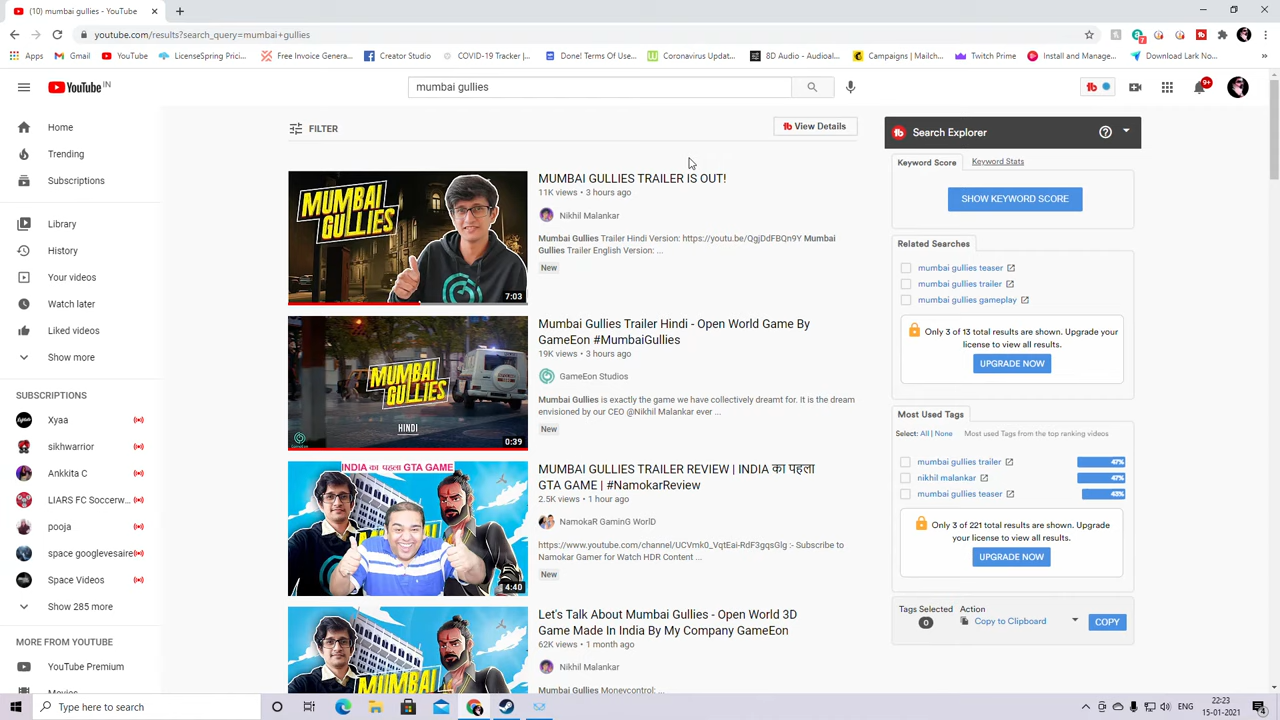 (1) mumbai gullies - YouTube
youtube.com/results?search_query=mumbai+gullies
Apps Gmail YouTube LicenseSpring Prici... Free Invoice Genera... Creator Studio COVID-19 Tracker |... Done! Terms Of Use... Coronavirus Updat... 8D Audio - Audioal... Campaigns | Mailch... Twitch Prime Install and Manage... Download Lark No... »
YouTube IN
mumbai gullies
9+
Home
Trending
Subscriptions
Library
History
Your videos
Watch later
Liked videos
Show more
SUBSCRIPTIONS
Xyaa
sikhwarrior
Ankkita C
LIARS FC Soccerw...
pooja
space googlevesaire
Space Videos
Show 285 more
MORE FROM YOUTUBE
YouTube Premium
Movies
FILTER
View Details
MUMBAI GULLIES
7:03
MUMBAI GULLIES TRAILER IS OUT!
11K views • 3 hours ago
Nikhil Malankar
Mumbai Gullies Trailer Hindi Version: https://youtu.be/QgjDdFBQn9Y Mumbai
Gullies Trailer English Version: ...
New
MUMBAI GULLIES
HINDI
0:39
Mumbai Gullies Trailer Hindi - Open World Game By
GameEon #MumbaiGullies
19K views • 3 hours ago
GameEon Studios
Mumbai Gullies is exactly the game we have collectively dreamt for. It is the dream
envisioned by our CEO @Nikhil Malankar ever ...
New
INDIA का पहला GTA GAME
4:40
MUMBAI GULLIES TRAILER REVIEW | INDIA का पहला
GTA GAME | #NamokarReview
2.5K views • 1 hour ago
NamokaR GaminG WorlD
https://www.youtube.com/channel/UCVmk0_VqtEai-RdF3gqsGlg :- Subscribe to
Namokar Gamer for Watch HDR Content ...
New
MUMBAI
Let's Talk About Mumbai Gullies - Open World 3D
Game Made In India By My Company GameEon
62K views • 1 month ago
Nikhil Malankar
Mumbai Gullies Moneycontrol: ...
Search Explorer
Keyword Score Keyword Stats
SHOW KEYWORD SCORE
Related Searches
mumbai gullies teaser
mumbai gullies trailer
mumbai gullies gameplay
Only 3 of 13 total results are shown. Upgrade your
license to view all results.
UPGRADE NOW
Most Used Tags
Select: All | None Most used Tags from the top ranking videos
mumbai gullies trailer 47%
nikhil malankar 47%
mumbai gullies teaser 43%
Only 3 of 221 total results are shown. Upgrade
your license to view all results.
UPGRADE NOW
Tags Selected Action
0 Copy to Clipboard COPY
Type here to search
ENG
22:23
15-01-2021